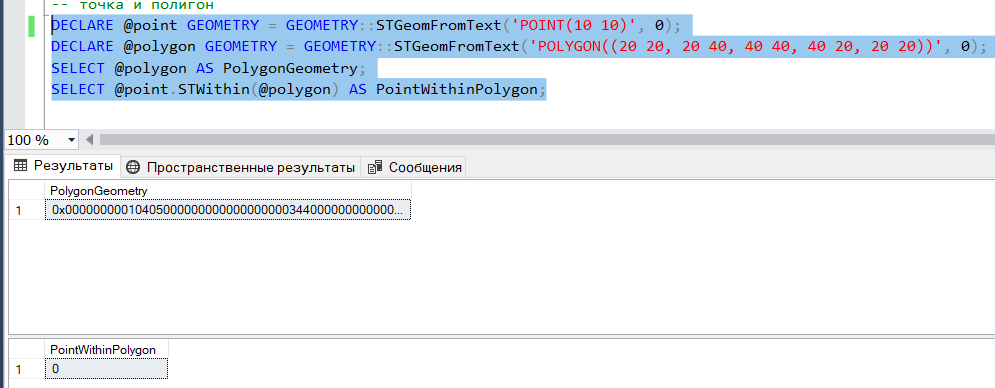 -- точка и полигон
DECLARE @point GEOMETRY = GEOMETRY::STGeomFromText('POINT(10 10)', 0);
DECLARE @polygon GEOMETRY = GEOMETRY::STGeomFromText('POLYGON((20 20, 20 40, 40 40, 40 20, 20 20))', 0);
SELECT @polygon AS PolygonGeometry;
SELECT @point.STWithin(@polygon) AS PointWithinPolygon;
100 %
Результаты Пространственные результаты Сообщения
PolygonGeometry
1 0x00000000010405000000000000000000344000000000000...
PointWithinPolygon
1 0